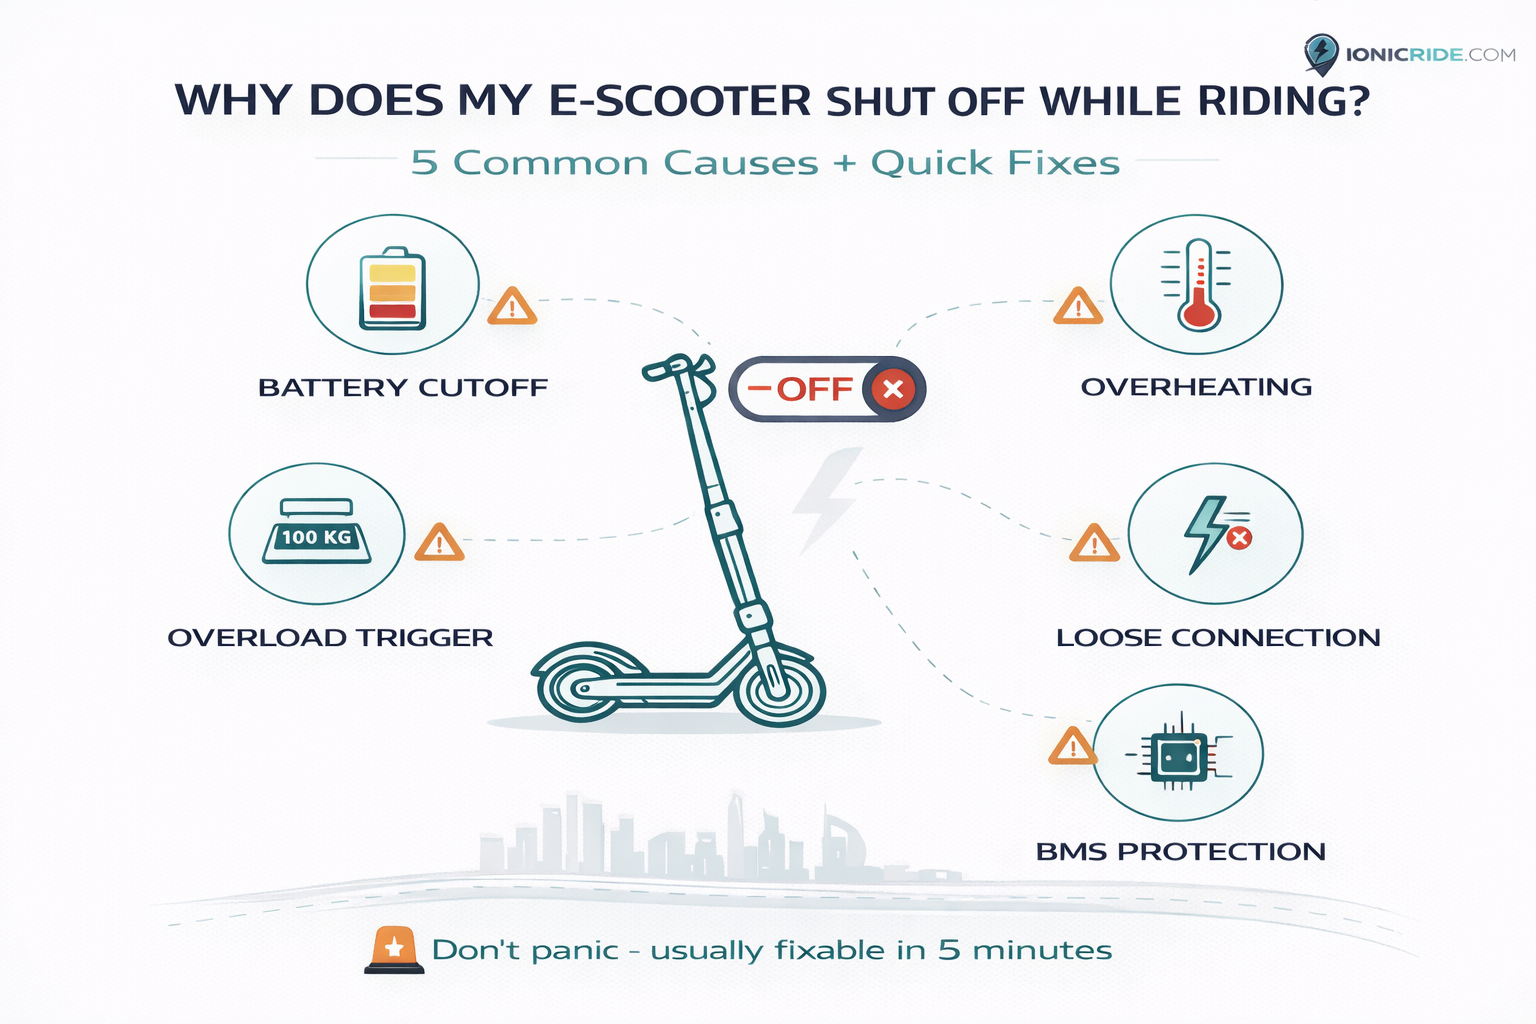 IONICRIDE.COM
WHY DOES MY E-SCOOTER SHUT OFF WHILE RIDING?
5 Common Causes + Quick Fixes
BATTERY CUTOFF
OVERHEATING
-OFF
100 KG
OVERLOAD TRIGGER
LOOSE CONNECTION
BMS PROTECTION
Don't panic - usually fixable in 5 minutes